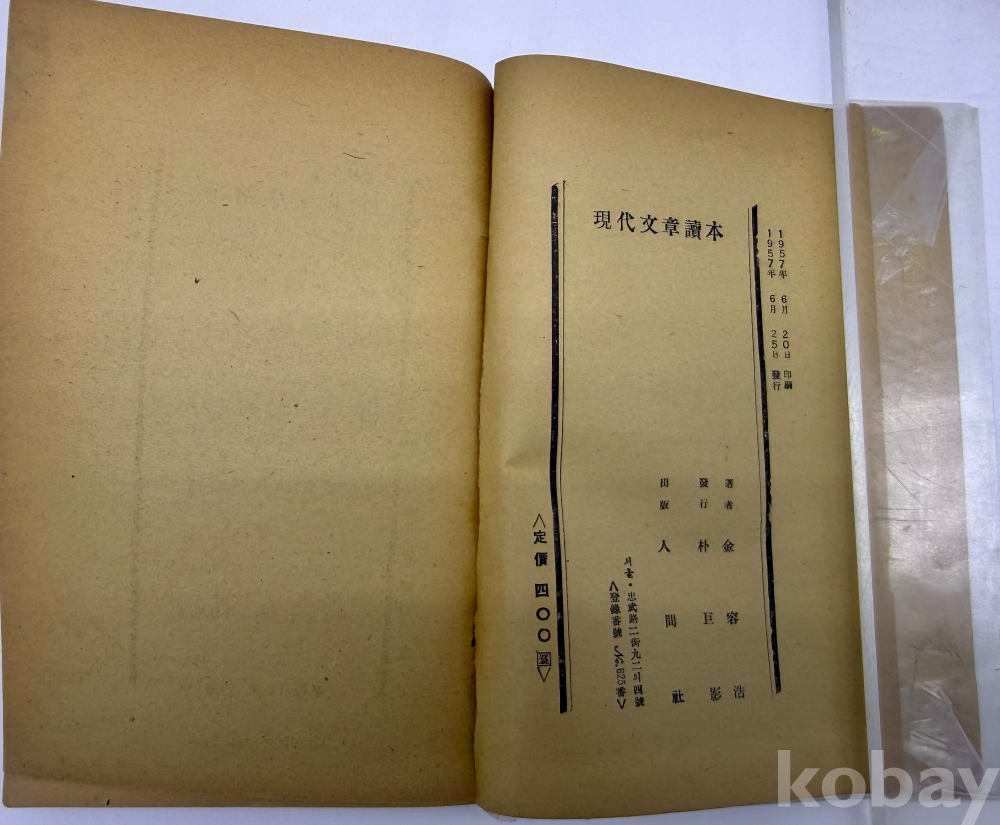 現代文章讀本
1957年 6月 20日 印刷
1957年 6月 25日 發行
著者 金容浩
發行 朴巨影
出版 人間社
서울·忠武路二街九二의四號
<登錄番號 No.625番>
<定價 四〇〇圜>
kobay